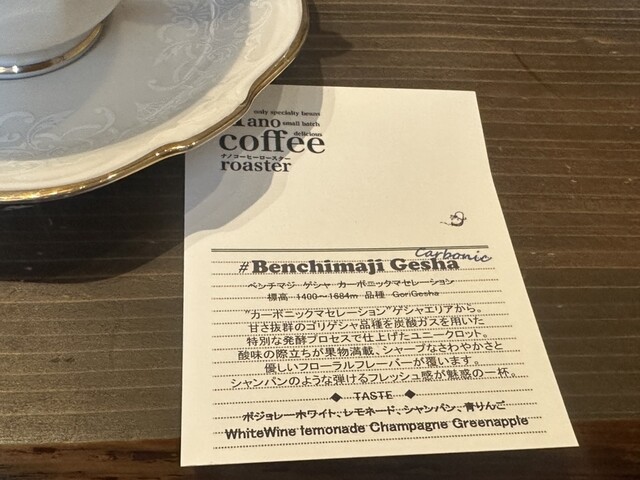 only specialty beans
ano small batch
delicious
coffee
ナノコーヒーロースター
roaster
Carbonic
#Benchimaji Gesha
ベンチマジ ゲシャ カーボニックマセレーション
標高 1400～1684m 品種 GoriGesha
"カーボニックマセレーション"ゲシャエリアから。
甘さ抜群のゴリゲシャ品種を炭酸ガスを用いた
特別な発酵プロセスで仕上げたユニークロット。
酸味の際立ちが果物満載、シャープなさわやかさと
優しいフローラルフレーバーが覆います。
シャンパンのような弾けるフレッシュ感が魅惑の一杯。
◆ TASTE ◆
ボジョレーホワイト、レモネード、シャンパン、青りんご
WhiteWine lemonade Champagne Greenapple